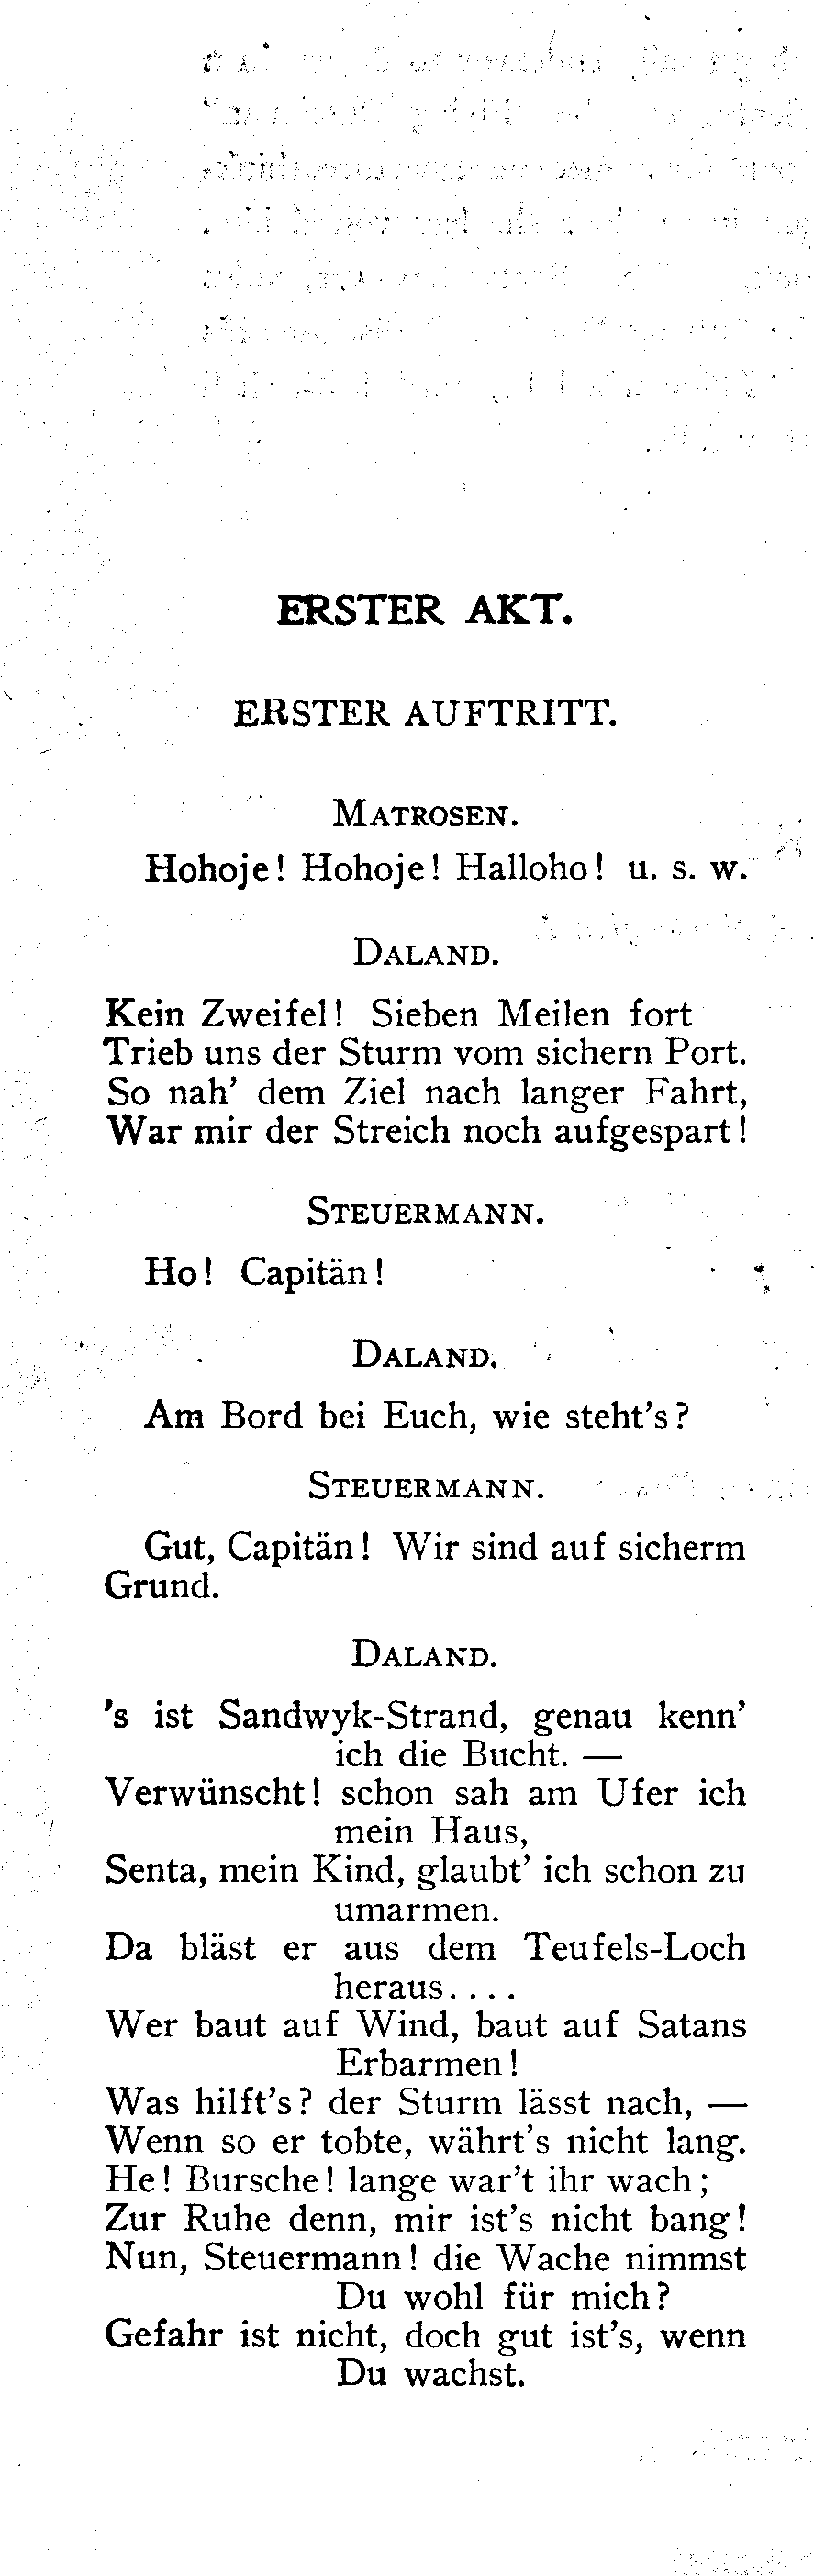 ERSTER AKT.
ERSTER AUFTRITT.
MATROSEN.
Hohoje! Hohoje! Halloho! u. s. w.
DALAND.
Kein Zweifel! Sieben Meilen fort
Trieb uns der Sturm vom sichern Port.
So nah' dem Ziel nach langer Fahrt,
War mir der Streich noch aufgespart!
STEUERMANN.
Ho! Capitän!
DALAND.
Am Bord bei Euch, wie steht's?
STEUERMANN.
Gut, Capitän! Wir sind auf sicherm
Grund.
DALAND.
's ist Sandwyk-Strand, genau kenn'
ich die Bucht. —
Verwünscht! schon sah am Ufer ich
mein Haus,
Senta, mein Kind, glaubt' ich schon zu
umarmen.
Da bläst er aus dem Teufels-Loch
heraus....
Wer baut auf Wind, baut auf Satans
Erbarmen!
Was hilft's? der Sturm lässt nach, —
Wenn so er tobte, währt's nicht lang.
He! Bursche! lange war't ihr wach;
Zur Ruhe denn, mir ist's nicht bang!
Nun, Steuermann! die Wache nimmst
Du wohl für mich?
Gefahr ist nicht, doch gut ist's, wenn
Du wachst.